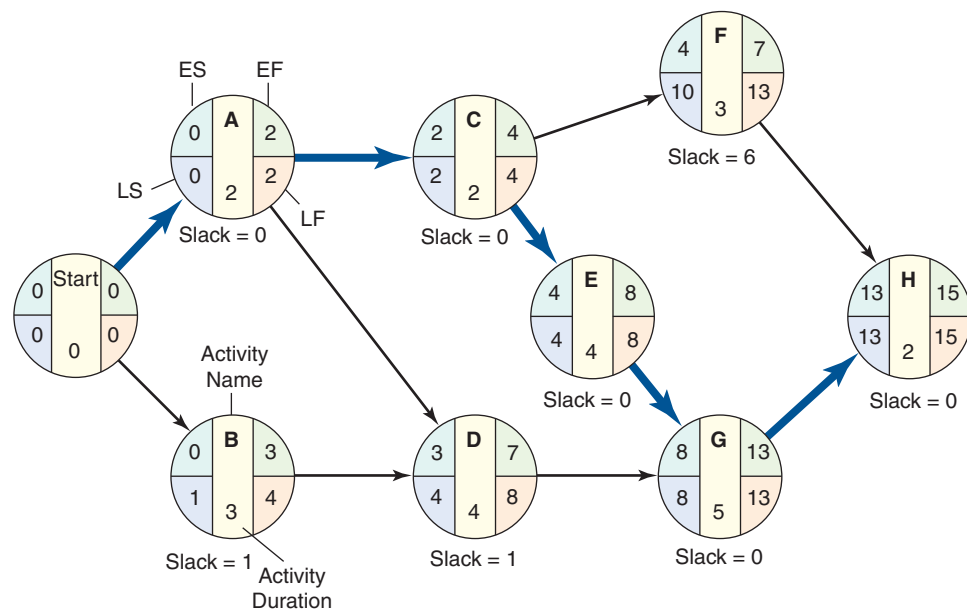 ES EF
A
0 2
0 2
2
LS
LF
Slack = 0
C
2 4
2 4
2
Slack = 0
F
4 7
10 13
3
Slack = 6
Start
0 0
0 0
0
E
4 8
4 8
4
Slack = 0
H
13 15
13 15
2
Slack = 0
Activity
Name
B
0 3
1 4
3
Slack = 1
Activity
Duration
D
3 7
4 8
4
Slack = 1
G
8 13
8 13
5
Slack = 0